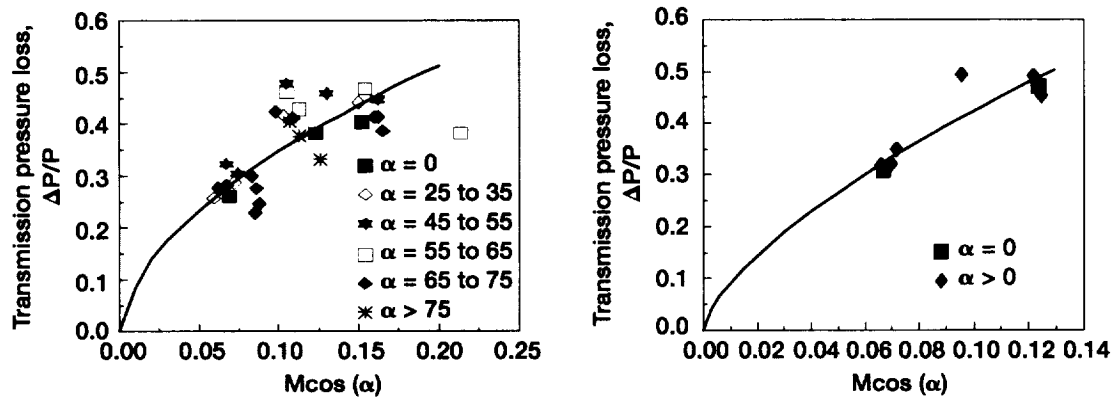 Transmission pressure loss,
ΔP/P
0.6
0.5
0.4
0.3
0.2
0.1
0.0
0.00 0.05 0.10 0.15 0.20 0.25
Mcos (α)
α = 0
α = 25 to 35
α = 45 to 55
α = 55 to 65
α = 65 to 75
α > 75
Transmission pressure loss,
ΔP/P
0.6
0.5
0.4
0.3
0.2
0.1
0.0
0.00 0.02 0.04 0.06 0.08 0.10 0.12 0.14
Mcos (α)
α = 0
α > 0